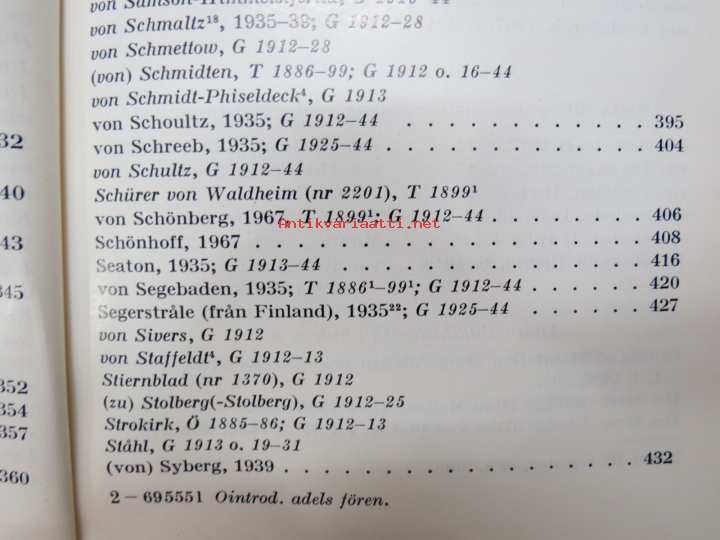 von Samson-Himmelstjerna, G 1910-44
von Schmaltz¹⁸, 1935-38; G 1912-28
von Schmettow, G 1912-28
(von) Schmidten, T 1886-99; G 1912 o. 16-44
von Schmidt-Phiseldeck⁴, G 1913
von Schoultz, 1935; G 1912-44 . . . . . . . . . . . . 395
32 von Schreeb, 1935; G 1925-44 . . . . . . . . . . . . . 404
von Schultz, G 1912-44
40 Schürer von Waldheim (nr 2201), T 1899¹
von Schönberg, 1967, T 1899¹; G 1912-44 . . . . . . . 406
antikvariaatti.net
43 Schönhoff, 1967 . . . . . . . . . . . . . . . . . . . 408
Seaton, 1935; G 1913-44 . . . . . . . . . . . . . . . 416
345 von Segebaden, 1935; T 1886¹-99¹; G 1912-44 . . . . . 420
Segerstråle (från Finland), 1935²²; G 1925-44 . . . . . 427
von Sivers, G 1912
von Staffeldt⁴, G 1912-13
352 Stiernblad (nr 1370), G 1912
354 (zu) Stolberg(-Stolberg), G 1912-25
357 Strokirk, Ö 1885-86; G 1912-13
Ståhl, G 1913 o. 19-31
360 (von) Syberg, 1939 . . . . . . . . . . . . . . . . . 432
2 - 695551 Ointrod. adels fören.